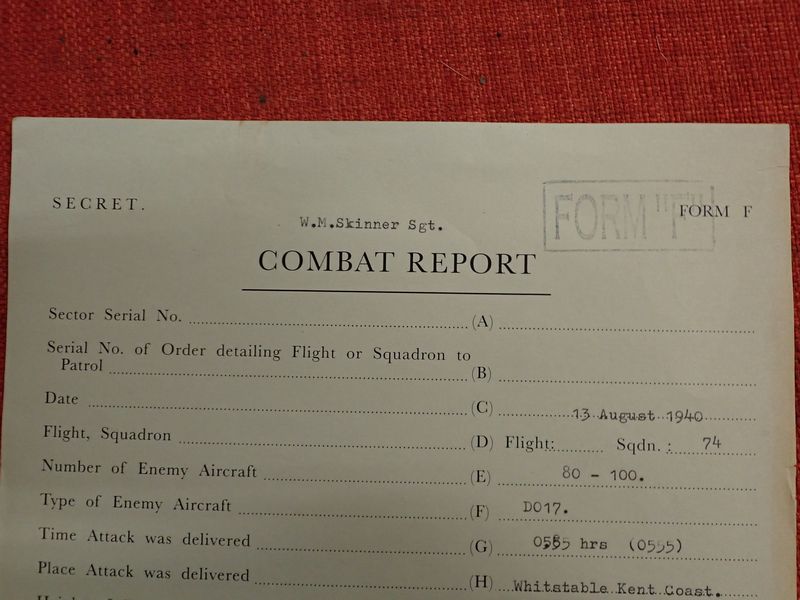 SECRET.
FORM "F"
FORM F
W.M.Skinner Sgt.
COMBAT REPORT
Sector Serial No. (A)
Serial No. of Order detailing Flight or Squadron to
Patrol (B)
Date (C) 13 August 1940
Flight, Squadron (D) Flight: Sqdn.: 74
Number of Enemy Aircraft (E) 80 - 100.
Type of Enemy Aircraft (F) DO17.
Time Attack was delivered (G) 0555 hrs (0555)
Place Attack was delivered (H) Whitstable Kent Coast.